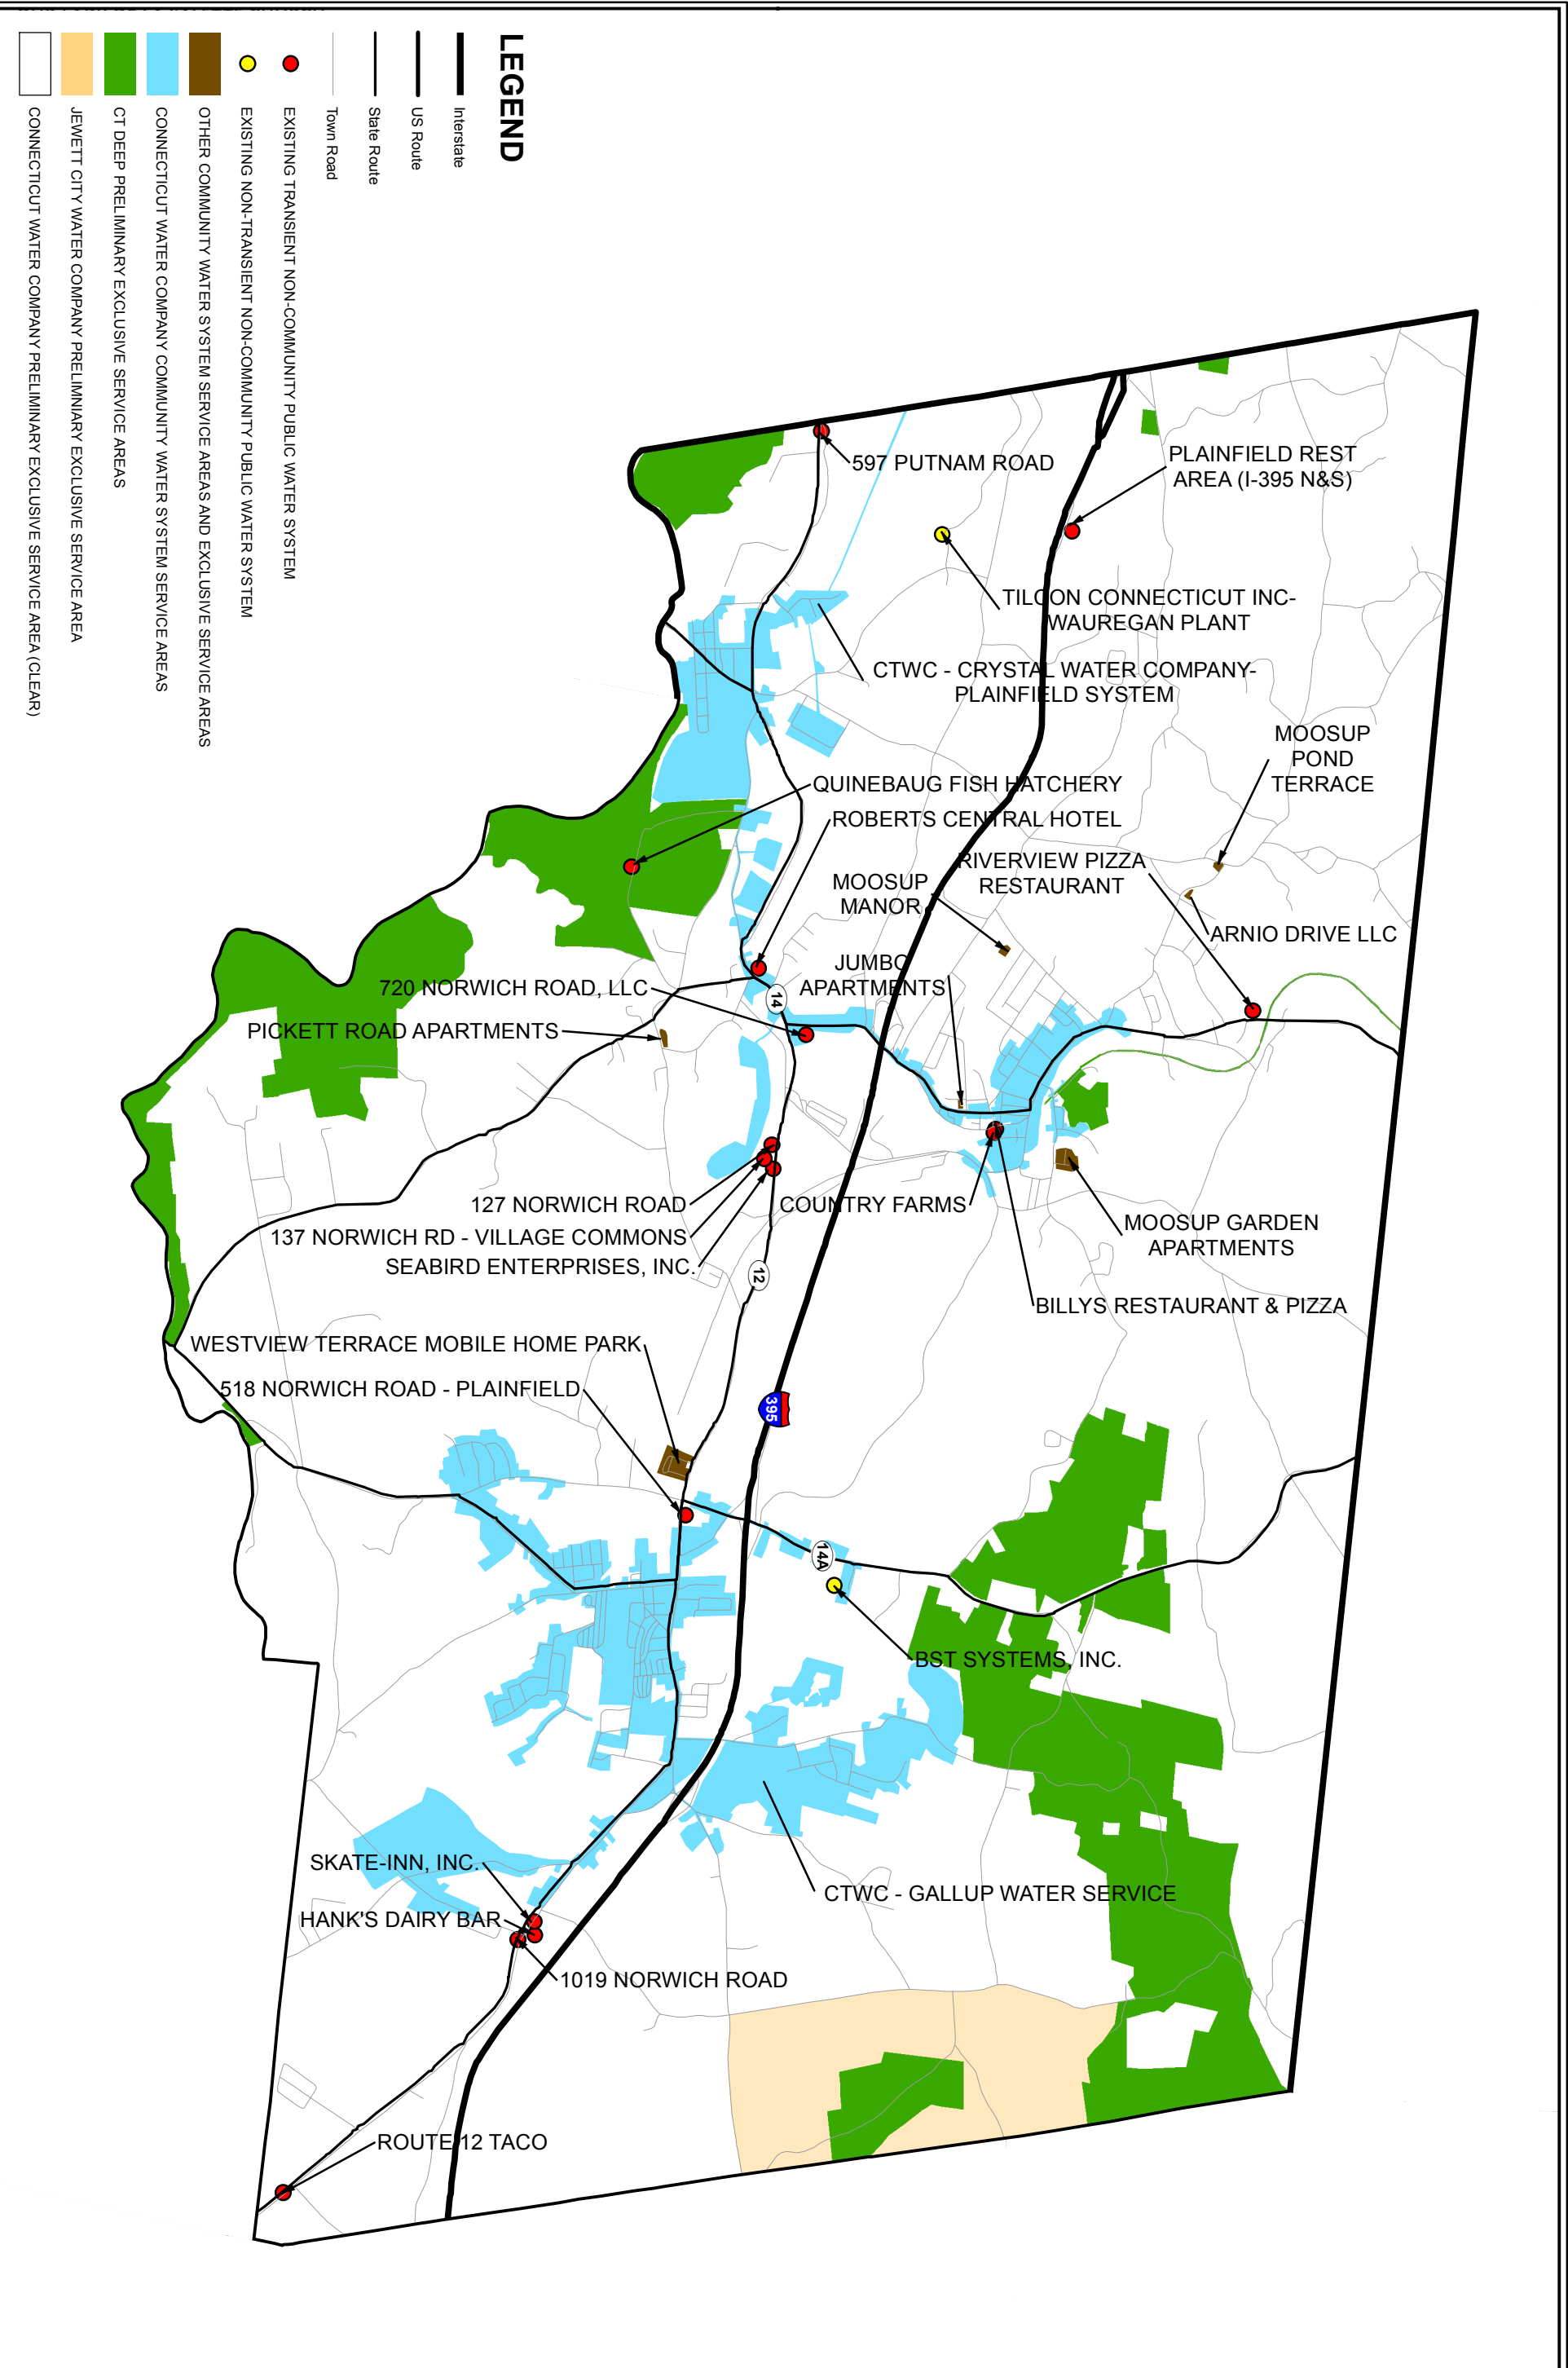 LEGEND
Interstate
US Route
State Route
Town Road
EXISTING TRANSIENT NON-COMMUNITY PUBLIC WATER SYSTEM
EXISTING NON-TRANSIENT NON-COMMUNITY PUBLIC WATER SYSTEM
OTHER COMMUNITY WATER SYSTEM SERVICE AREAS AND EXCLUSIVE SERVICE AREAS
CONNECTICUT WATER COMPANY COMMUNITY WATER SYSTEM SERVICE AREAS
CT DEEP PRELIMINARY EXCLUSIVE SERVICE AREAS
JEWETT CITY WATER COMPANY PRELIMNIARY EXCLUSIVE SERVICE AREA
CONNECTICUT WATER COMPANY PRELIMINARY EXCLUSIVE SERVICE AREA (CLEAR)
597 PUTNAM ROAD
PLAINFIELD REST
AREA (I-395 N&S)
TILCON CONNECTICUT INC-
WAUREGAN PLANT
CTWC - CRYSTAL WATER COMPANY-
PLAINFIELD SYSTEM
MOOSUP
POND
TERRACE
QUINEBAUG FISH HATCHERY
ROBERTS CENTRAL HOTEL
RIVERVIEW PIZZA
RESTAURANT
MOOSUP
MANOR
ARNIO DRIVE LLC
JUMBO
APARTMENTS
720 NORWICH ROAD, LLC
14
PICKETT ROAD APARTMENTS
127 NORWICH ROAD
COUNTRY FARMS
137 NORWICH RD - VILLAGE COMMONS
MOOSUP GARDEN
APARTMENTS
SEABIRD ENTERPRISES, INC.
12
BILLYS RESTAURANT & PIZZA
WESTVIEW TERRACE MOBILE HOME PARK
518 NORWICH ROAD - PLAINFIELD
395
14A
BST SYSTEMS, INC.
SKATE-INN, INC.
CTWC - GALLUP WATER SERVICE
HANK'S DAIRY BAR
1019 NORWICH ROAD
ROUTE 12 TACO